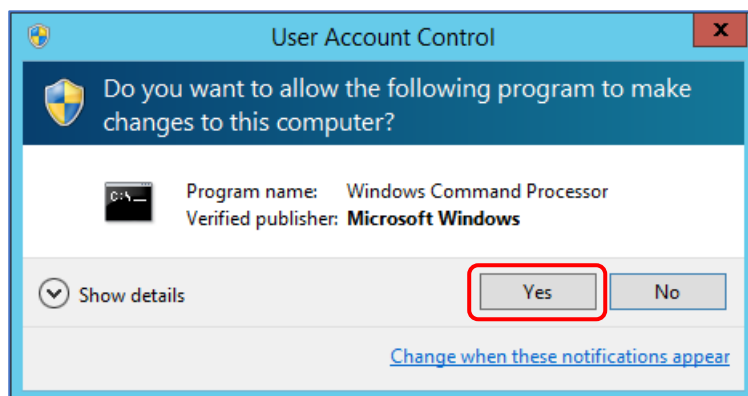 User Account Control
x
Do you want to allow the following program to make
changes to this computer?
C:\
Program name: Windows Command Processor
Verified publisher: Microsoft Windows
Show details
Yes
No
Change when these notifications appear